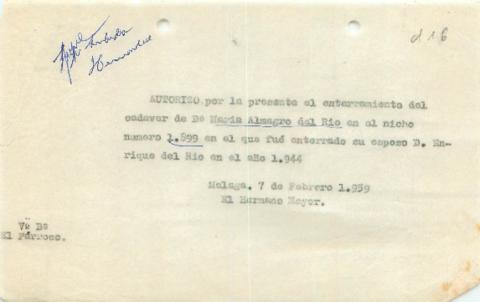 d 16
AUTORIZO por la presente el enterramiento del
cadaver de Dª Maria Almagro del Rio en el nicho
numero 1.899 en el que fué enterrado su esposo D. En-
rique del Rio en el año 1.944
Malaga, 7 de Febrero 1.959
El Hermano Mayor.
Vº Bº
El Párroco.